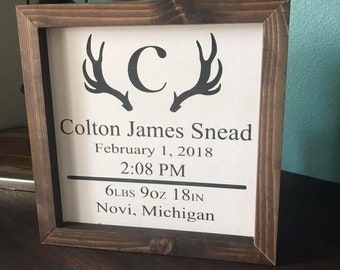 C
Colton James Snead
February 1, 2018
2:08 PM
6LBS 9OZ 18IN
Novi, Michigan